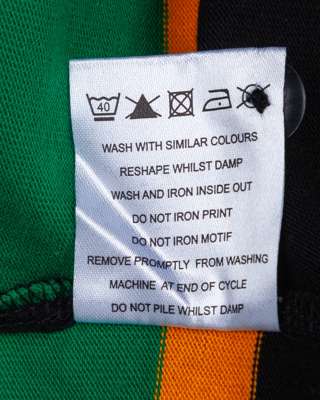 40
WASH WITH SIMILAR COLOURS
RESHAPE WHILST DAMP
WASH AND IRON INSIDE OUT
DO NOT IRON PRINT
DO NOT IRON MOTIF
REMOVE PROMPTLY FROM WASHING
MACHINE AT END OF CYCLE
DO NOT PILE WHILST DAMP